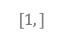 [1, ]